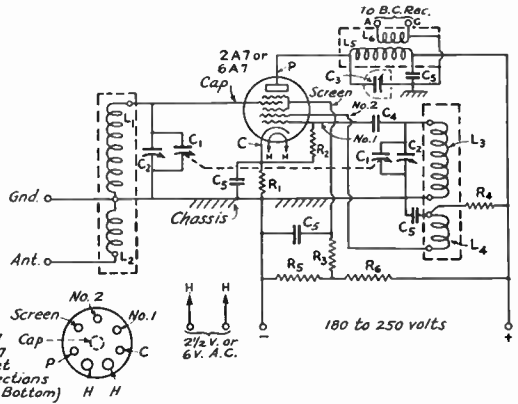 To B.C. Rec.
A G
L6
L5
2A7 or
6A7
P
C3
C5
Cap
Screen
No.2
C4
L1
C2
C1
C
H H
No.1
R2
C1
C2
L3
C5
R1
Gnd.
Chassis
C5
R4
C5
R3
L4
L2
Ant.
R5
R6
No. 2
Screen
No.1
Cap
P
C
H H
H H
2½ v. or
6 V. A.C.
-
180 to 250 volts
+
7
7
et
ections
Bottom)